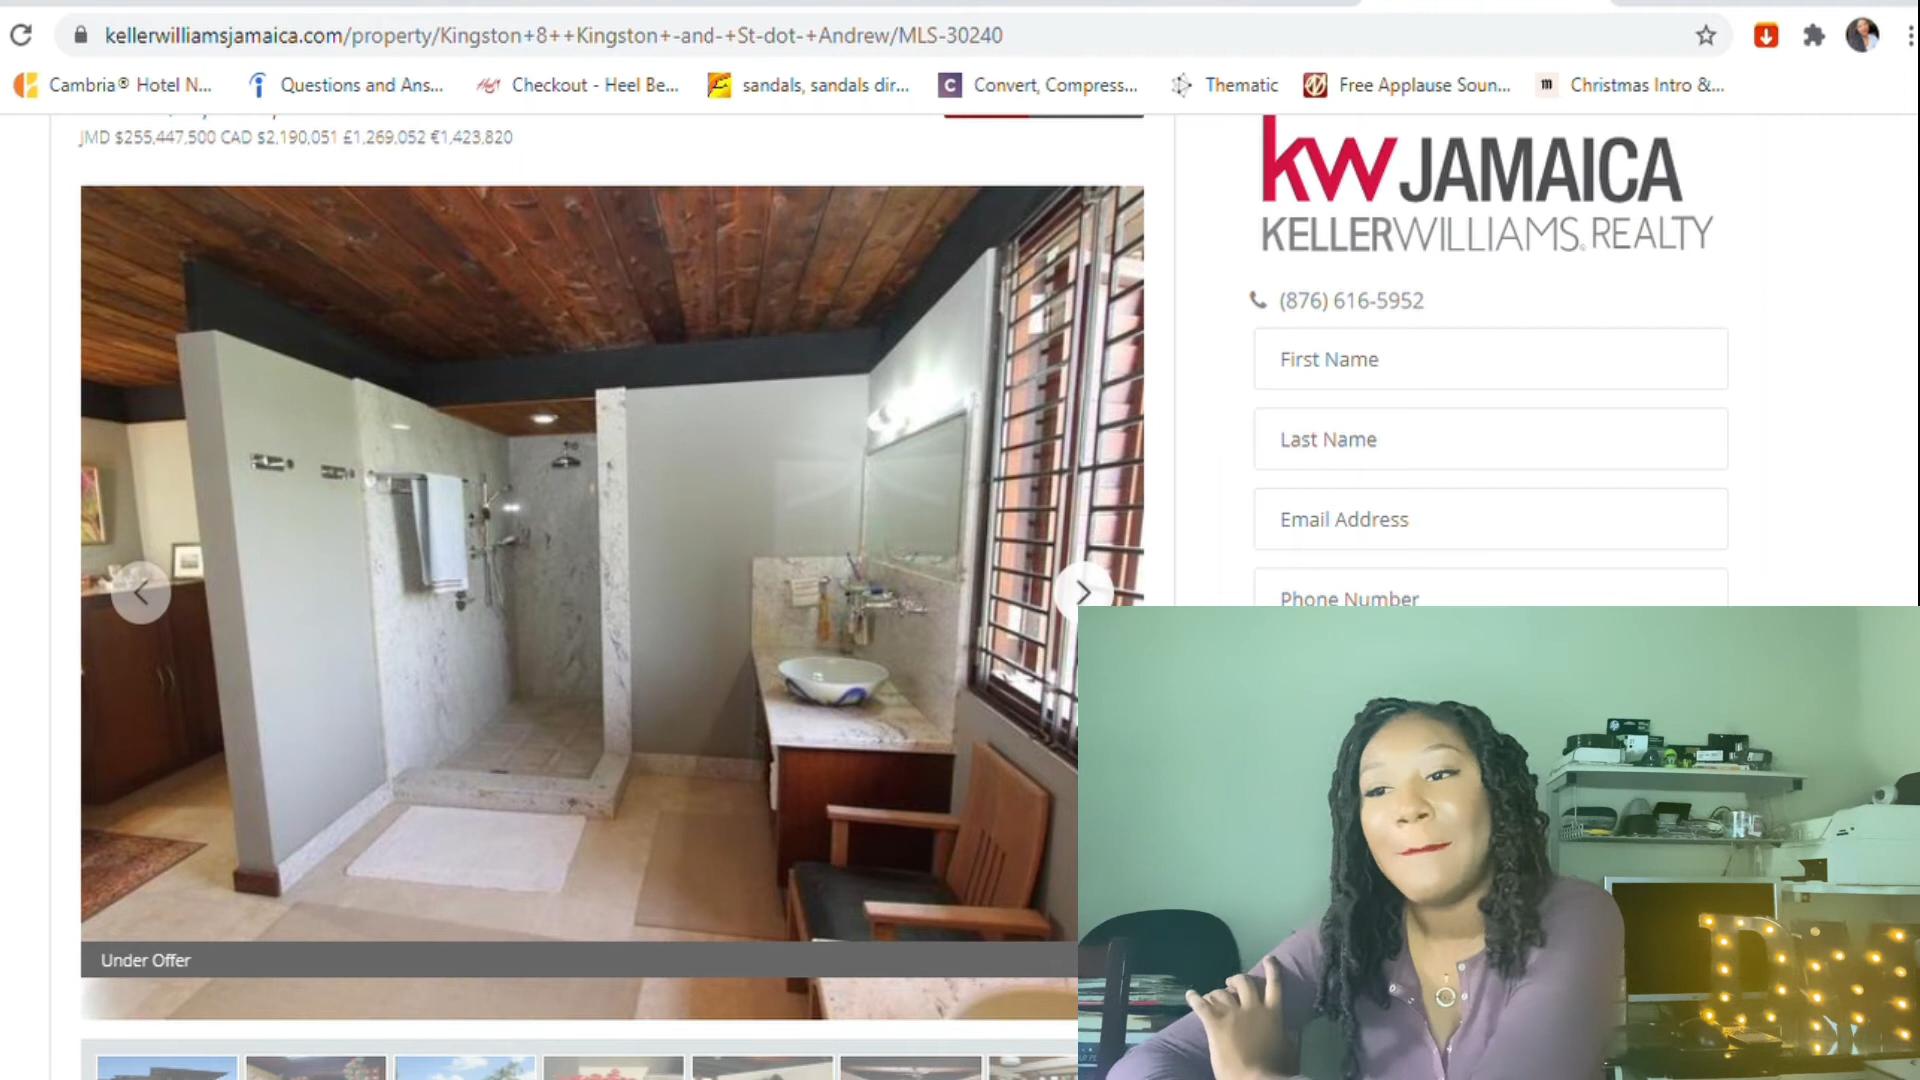 kellerwilliamsjamaica.com/property/Kingston+8++Kingston+-and-+St-dot-+Andrew/MLS-30240
Cambria® Hotel N... Questions and Ans... Checkout - Heel Be... sandals, sandals dir... Convert, Compress... Thematic Free Applause Soun... Christmas Intro &...
JMD $255,447,500 CAD $2,190,051 £1,269,052 €1,423,820
kw JAMAICA
KELLERWILLIAMS. REALTY
(876) 616-5952
First Name
Last Name
Email Address
Phone Number
Under Offer
DM